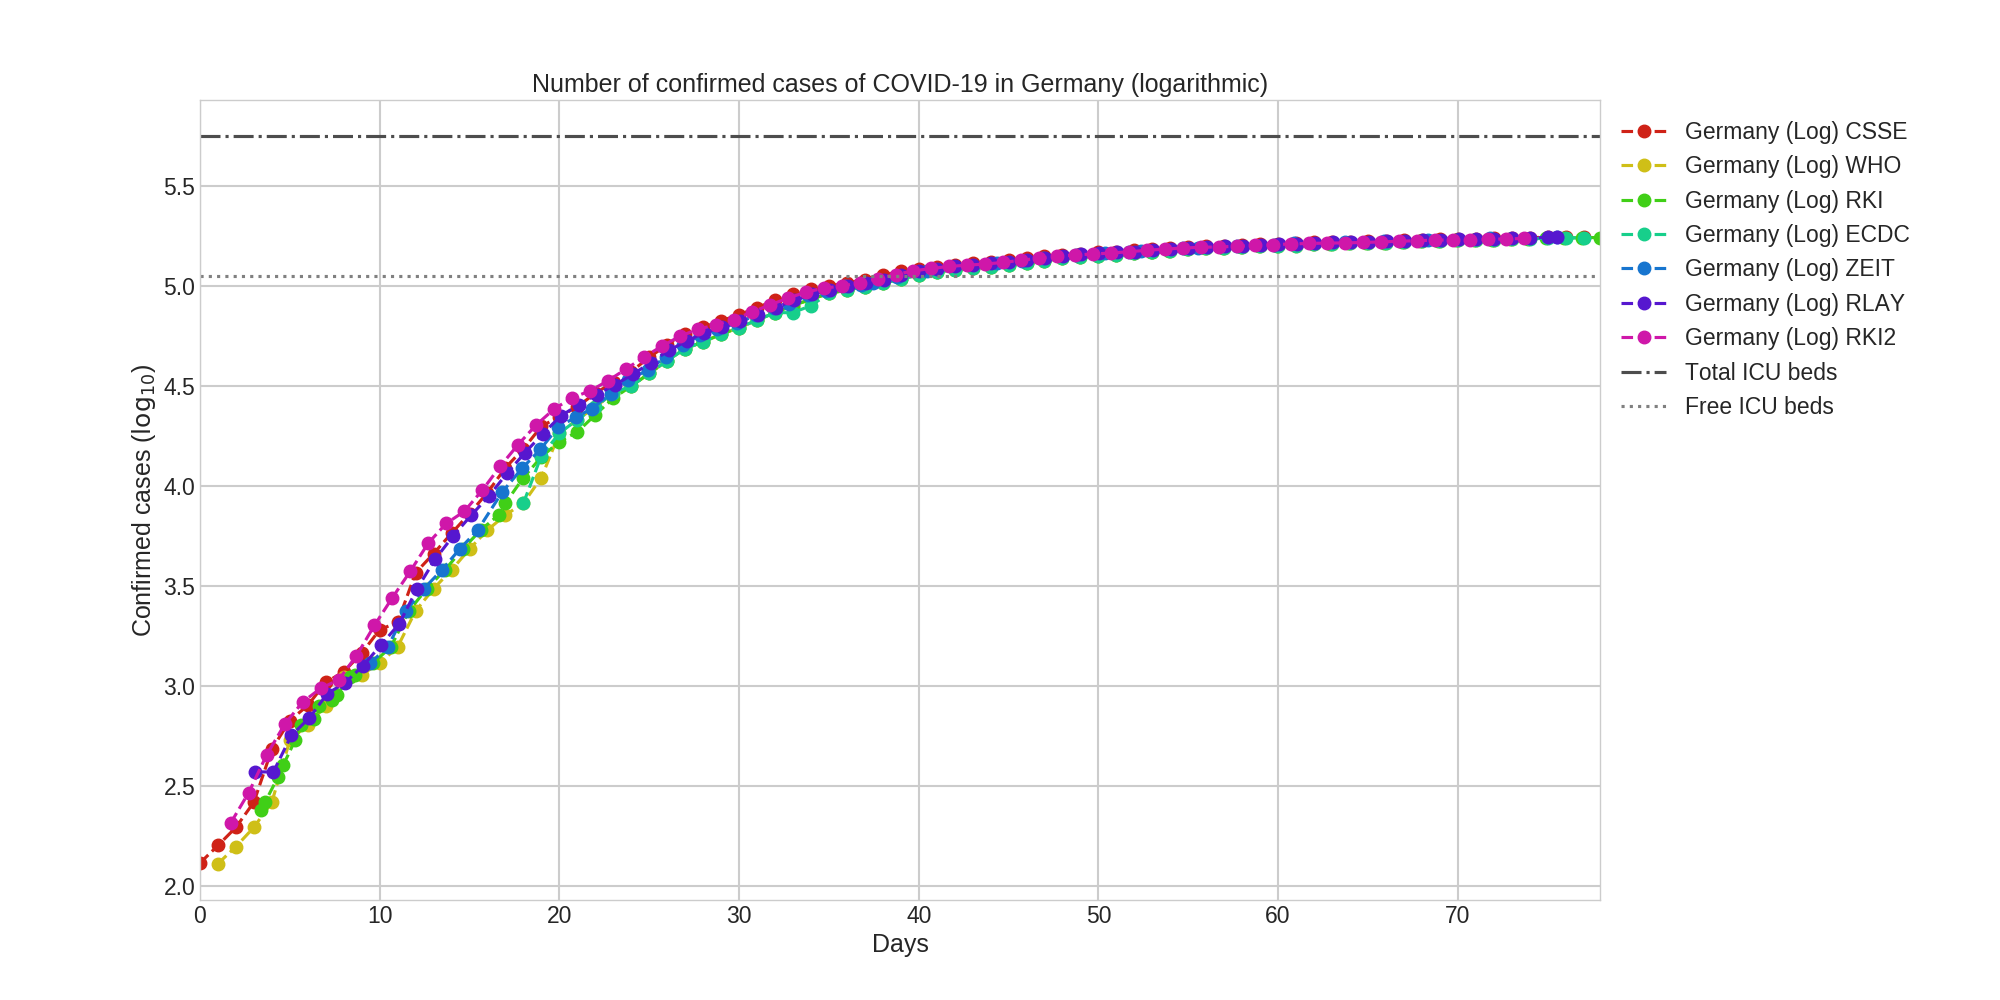 Number of confirmed cases of COVID-19 in Germany (logarithmic)
Confirmed cases (log₁₀)
5.5
5.0
4.5
4.0
3.5
3.0
2.5
2.0
0 10 20 30 40 50 60 70
Days
Germany (Log) CSSE
Germany (Log) WHO
Germany (Log) RKI
Germany (Log) ECDC
Germany (Log) ZEIT
Germany (Log) RLAY
Germany (Log) RKI2
Total ICU beds
Free ICU beds